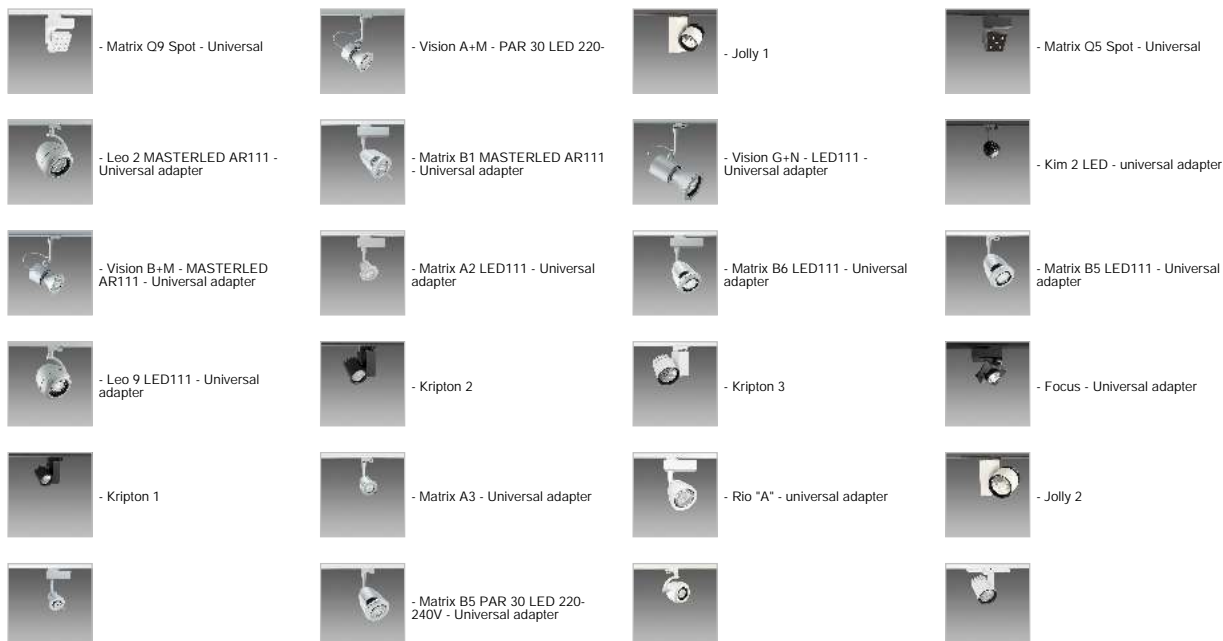 - Matrix Q9 Spot - Universal
- Vision A+M - PAR 30 LED 220-
- Jolly 1
- Matrix Q5 Spot - Universal
- Leo 2 MASTERLED AR111 -
Universal adapter
- Matrix B1 MASTERLED AR111
- Universal adapter
- Vision G+N - LED111 -
Universal adapter
- Kim 2 LED - universal adapter
- Vision B+M - MASTERLED
AR111 - Universal adapter
- Matrix A2 LED111 - Universal
adapter
- Matrix B6 LED111 - Universal
adapter
- Matrix B5 LED111 - Universal
adapter
- Leo 9 LED111 - Universal
adapter
- Kripton 2
- Kripton 3
- Focus - Universal adapter
- Kripton 1
- Matrix A3 - Universal adapter
- Rio "A" - universal adapter
- Jolly 2
- Matrix B5 PAR 30 LED 220-
240V - Universal adapter